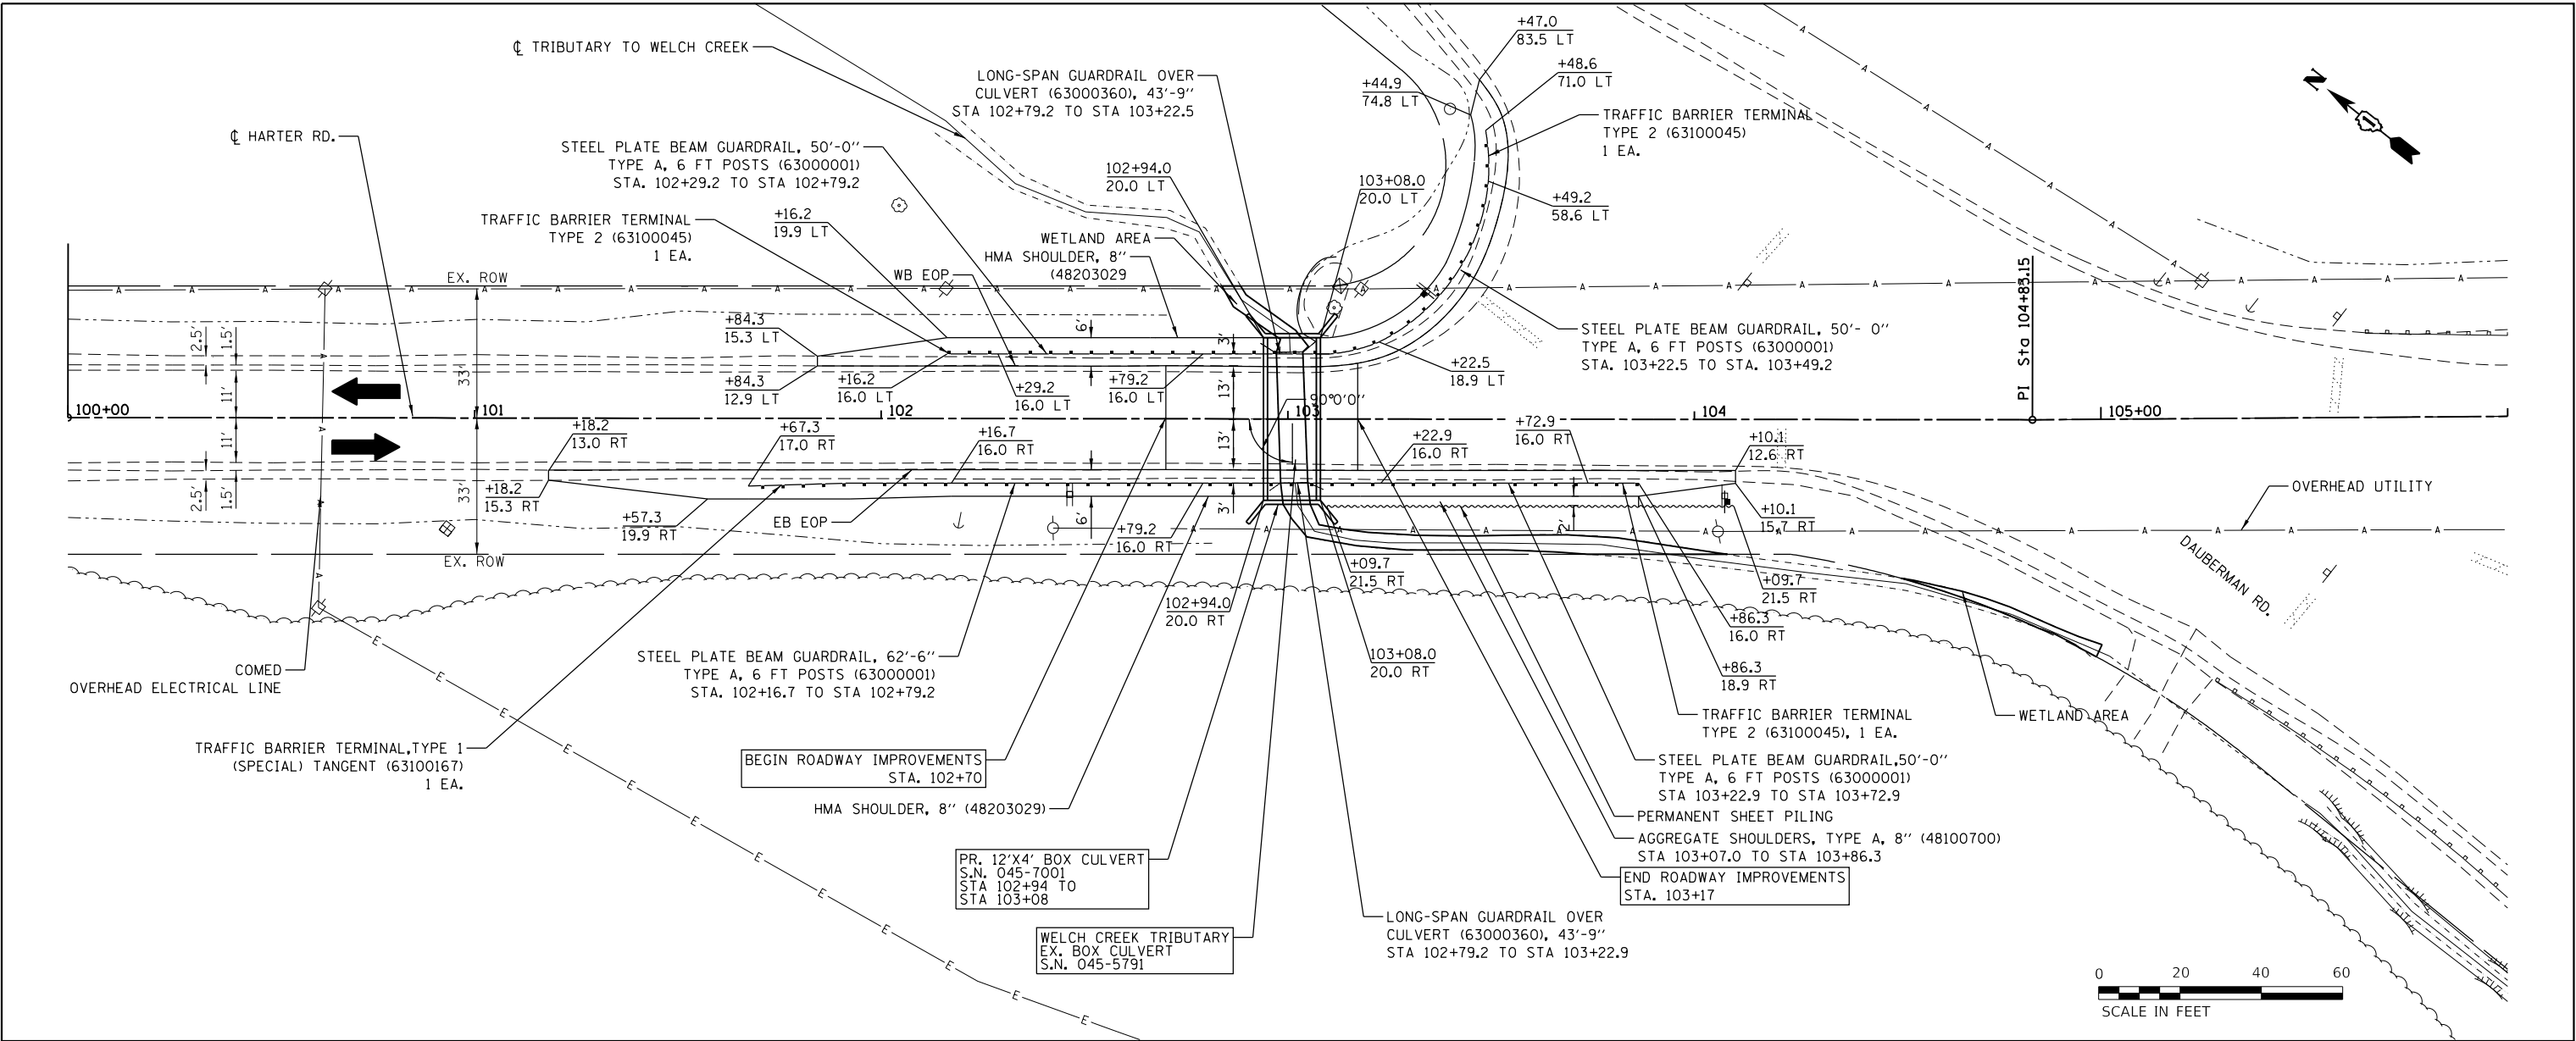 ℄ TRIBUTARY TO WELCH CREEK
℄ HARTER RD.
LONG-SPAN GUARDRAIL OVER
CULVERT (63000360), 43'-9"
STA 102+79.2 TO STA 103+22.5
STEEL PLATE BEAM GUARDRAIL, 50'-0"
TYPE A, 6 FT POSTS (63000001)
STA. 102+29.2 TO STA 102+79.2
TRAFFIC BARRIER TERMINAL
TYPE 2 (63100045)
1 EA.
+16.2
19.9 LT
102+94.0
20.0 LT
WETLAND AREA
HMA SHOULDER, 8"
(48203029
WB EOP
103+08.0
20.0 LT
+44.9
74.8 LT
+47.0
83.5 LT
+48.6
71.0 LT
TRAFFIC BARRIER TERMINAL
TYPE 2 (63100045)
1 EA.
+49.2
58.6 LT
STEEL PLATE BEAM GUARDRAIL, 50'- 0"
TYPE A, 6 FT POSTS (63000001)
STA. 103+22.5 TO STA. 103+49.2
+22.5
18.9 LT
N
PI Sta 104+83.15
EX. ROW
2.5'
1.5'
11'
33'
+84.3
15.3 LT
+84.3
12.9 LT
+16.2
16.0 LT
+29.2
16.0 LT
+79.2
16.0 LT
6'
3'
13'
90°0'0"
100+00
101
102
103
104
105+00
11'
2.5'
1.5'
33'
13'
3'
6'
2'
+18.2
13.0 RT
+18.2
15.3 RT
+57.3
19.9 RT
+67.3
17.0 RT
+16.7
16.0 RT
EB EOP
+79.2
16.0 RT
+22.9
16.0 RT
+72.9
16.0 RT
+10.1
12.6 RT
+10.1
15.7 RT
+09.7
21.5 RT
+09.7
21.5 RT
+86.3
16.0 RT
+86.3
18.9 RT
102+94.0
20.0 RT
103+08.0
20.0 RT
EX. ROW
OVERHEAD UTILITY
DAUBERMAN RD.
WETLAND AREA
COMED
OVERHEAD ELECTRICAL LINE
STEEL PLATE BEAM GUARDRAIL, 62'-6"
TYPE A, 6 FT POSTS (63000001)
STA. 102+16.7 TO STA 102+79.2
TRAFFIC BARRIER TERMINAL,TYPE 1
(SPECIAL) TANGENT (63100167)
1 EA.
BEGIN ROADWAY IMPROVEMENTS
STA. 102+70
HMA SHOULDER, 8" (48203029)
PR. 12'X4' BOX CULVERT
S.N. 045-7001
STA 102+94 TO
STA 103+08
WELCH CREEK TRIBUTARY
EX. BOX CULVERT
S.N. 045-5791
TRAFFIC BARRIER TERMINAL
TYPE 2 (63100045), 1 EA.
STEEL PLATE BEAM GUARDRAIL,50'-0"
TYPE A, 6 FT POSTS (63000001)
STA 103+22.9 TO STA 103+72.9
PERMANENT SHEET PILING
AGGREGATE SHOULDERS, TYPE A, 8" (48100700)
STA 103+07.0 TO STA 103+86.3
END ROADWAY IMPROVEMENTS
STA. 103+17
LONG-SPAN GUARDRAIL OVER
CULVERT (63000360), 43'-9"
STA 102+79.2 TO STA 103+22.9
0 20 40 60
SCALE IN FEET